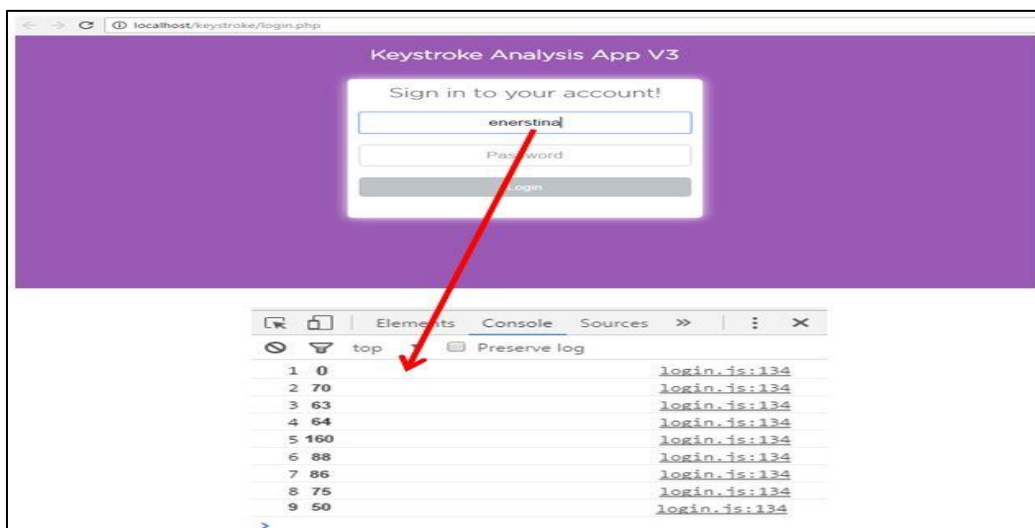 localhost/keystroke/login.php
Keystroke Analysis App V3
Sign in to your account!
enerstina
Password
Login
Elements Console Sources »
top Preserve log
1 0 login.js:134
2 70 login.js:134
3 63 login.js:134
4 64 login.js:134
5 160 login.js:134
6 88 login.js:134
7 86 login.js:134
8 75 login.js:134
9 50 login.js:134
>